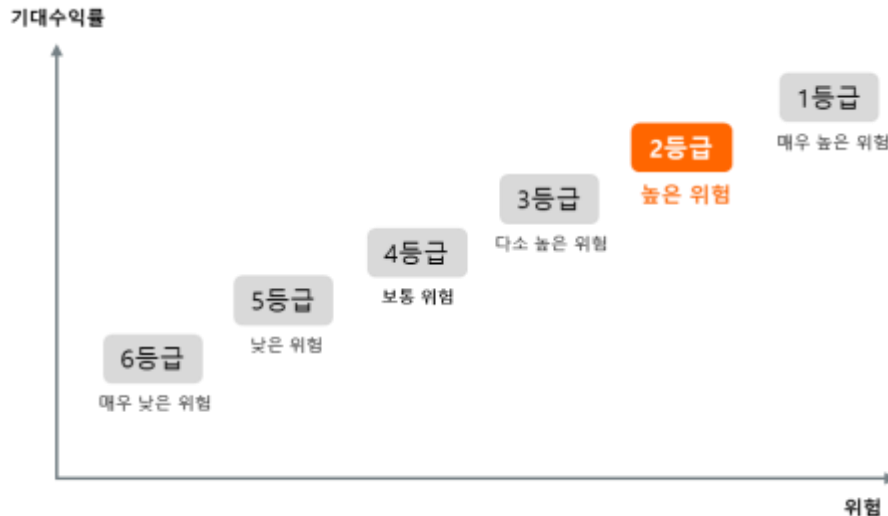 기대수익률
1등급
매우 높은 위험
2등급
높은 위험
3등급
다소 높은 위험
4등급
보통 위험
5등급
낮은 위험
6등급
매우 낮은 위험
위험